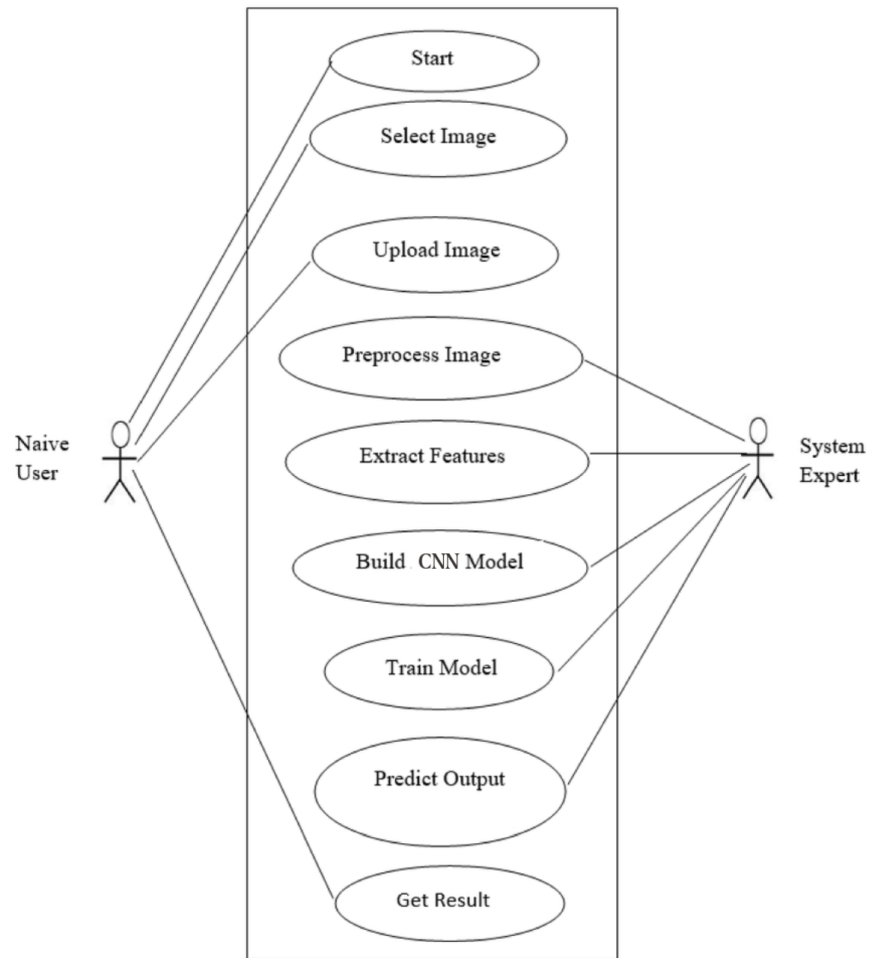 Start
Select Image
Upload Image
Preprocess Image
Extract Features
Build CNN Model
Train Model
Predict Output
Get Result
Naive
User
System
Expert